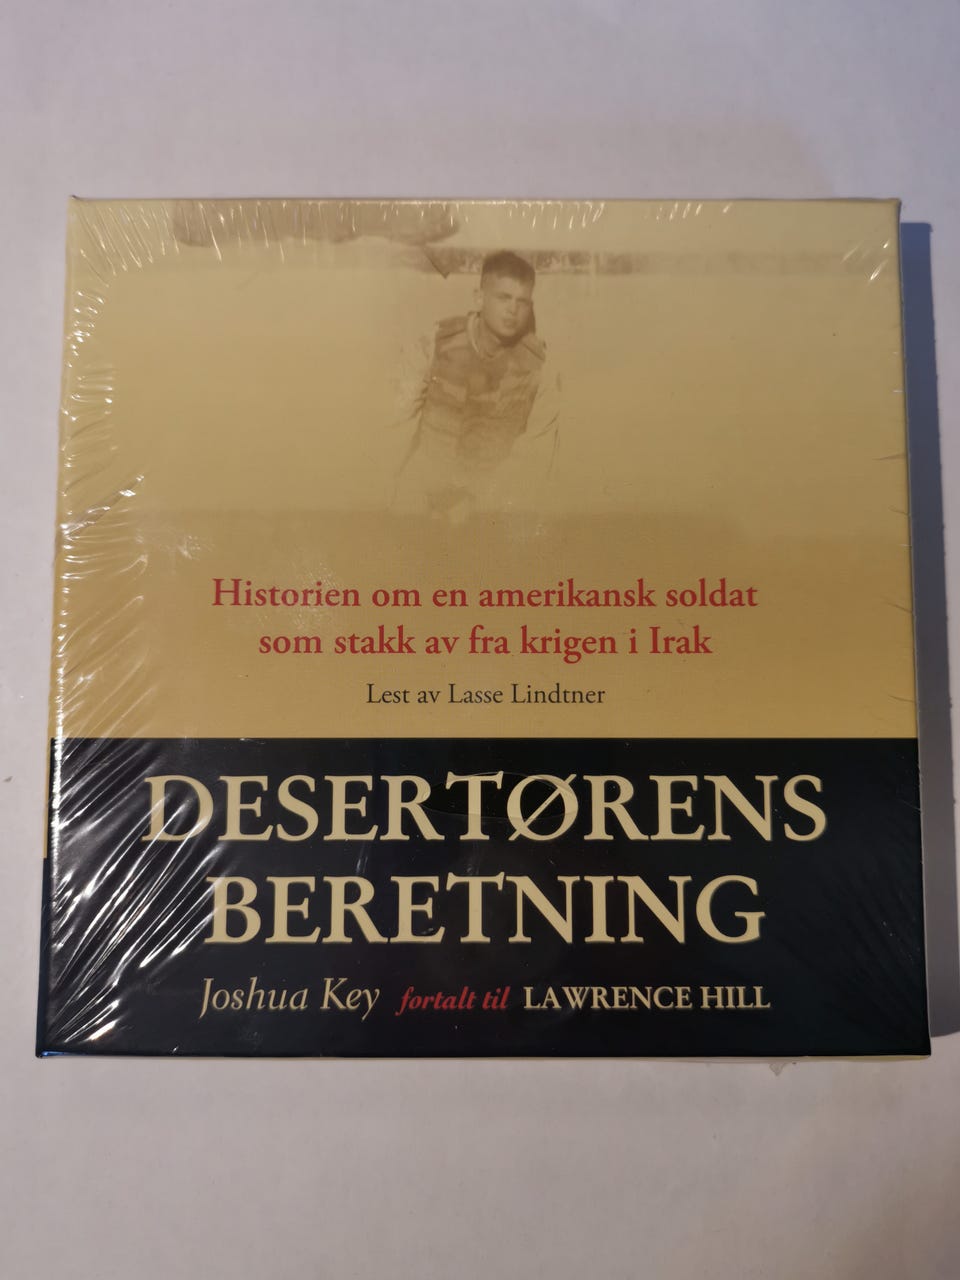 Historien om en amerikansk soldat
som stakk av fra krigen i Irak
Lest av Lasse Lindtner
DESERTØRENS
BERETNING
Joshua Key fortalt til LAWRENCE HILL